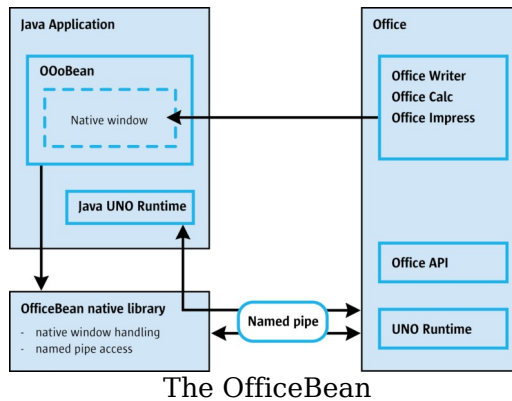 Java Application
OOoBean
Native window
Java UNO Runtime
OfficeBean native library
- native window handling
- named pipe access
Named pipe
Office
Office Writer
Office Calc
Office Impress
Office API
UNO Runtime
The OfficeBean